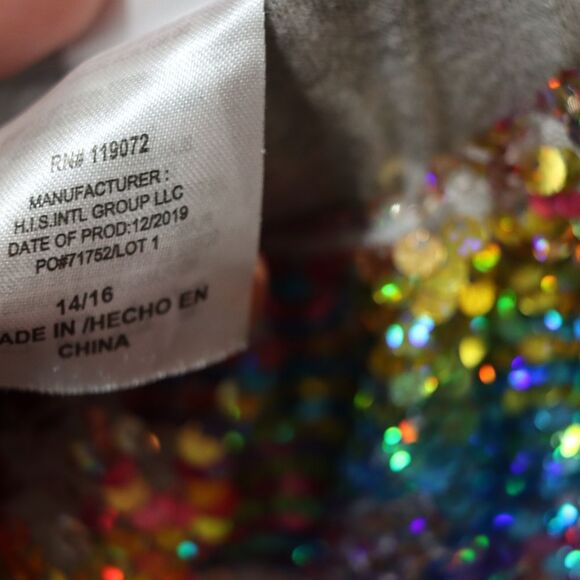 RN# 119072
MANUFACTURER :
H.I.S.INTL GROUP LLC
DATE OF PROD:12/2019
PO#71752/LOT 1
14/16
ADE IN /HECHO EN
CHINA